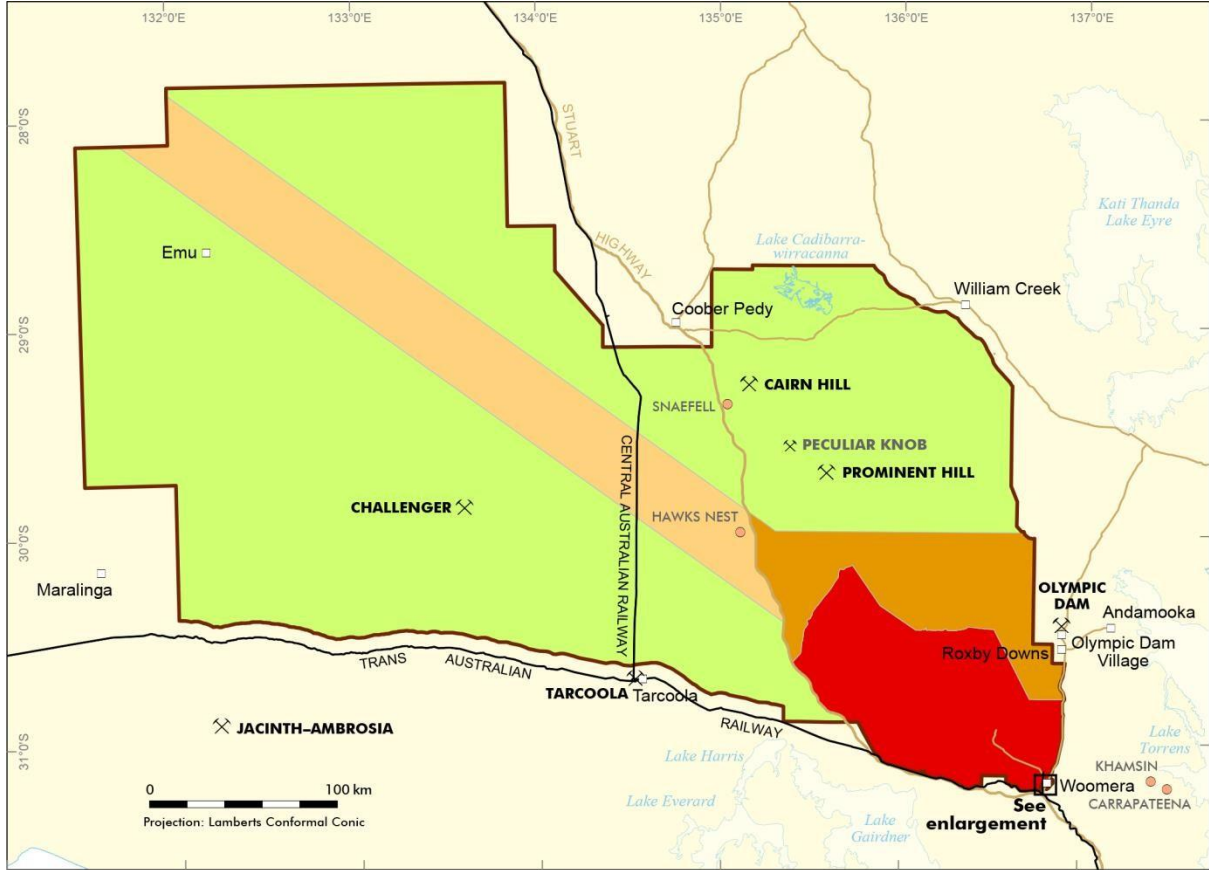 132°0'E
133°0'E
134°0'E
135°0'E
136°0'E
137°0'E
28°0'S
29°0'S
30°0'S
31°0'S
STUART
HIGHWAY
Kati Thanda
Lake Eyre
Lake Cadibarra-
wirracanna
Emu
William Creek
Coober Pedy
CAIRN HILL
SNAEFELL
PECULIAR KNOB
PROMINENT HILL
CENTRAL AUSTRALIAN RAILWAY
CHALLENGER
HAWKS NEST
Maralinga
OLYMPIC
DAM
Andamooka
Olympic Dam
Village
Roxby Downs
TRANS
AUSTRALIAN
RAILWAY
TARCOOLA
Tarcoola
JACINTH–AMBROSIA
Lake Harris
Lake Everard
Lake
Gairdner
Lake
Torrens
KHAMSIN
CARRAPATEENA
Woomera
See
enlargement
0
100 km
Projection: Lamberts Conformal Conic